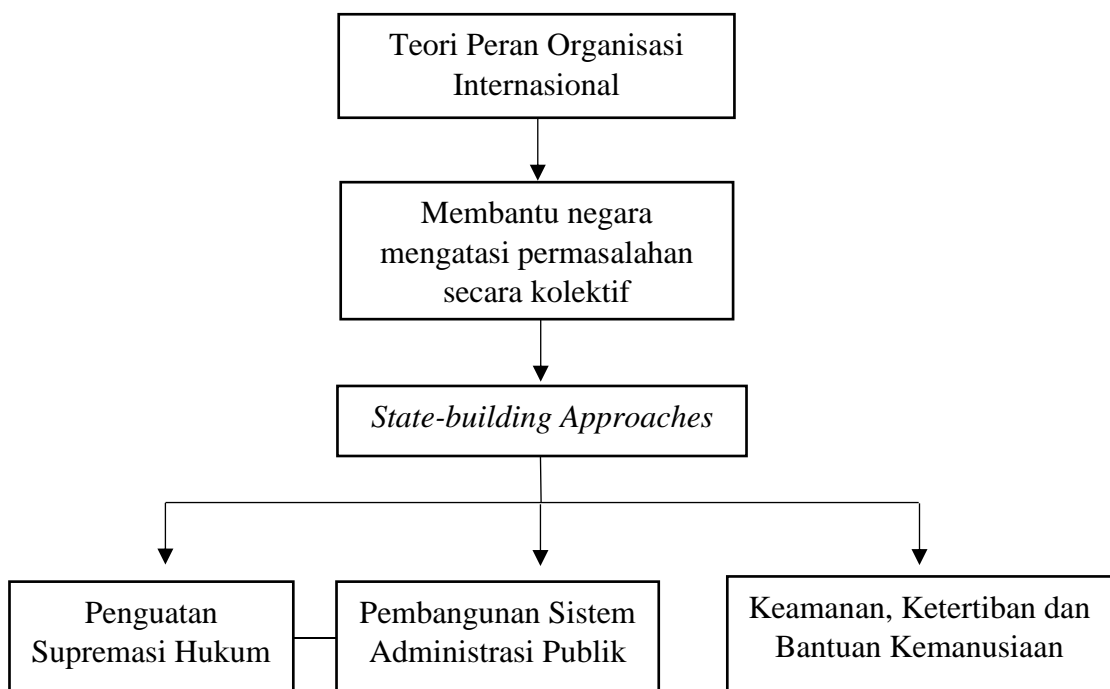 Teori Peran Organisasi
Internasional
Membantu negara
mengatasi permasalahan
secara kolektif
State-building Approaches
Penguatan
Supremasi Hukum
Pembangunan Sistem
Administrasi Publik
Keamanan, Ketertiban dan
Bantuan Kemanusiaan